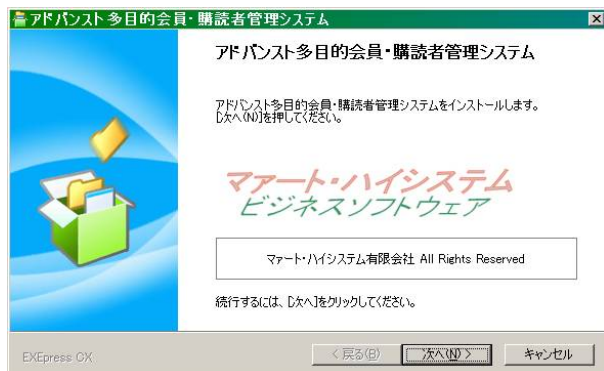 アドバンスト多目的会員・購読者管理システム
アドバンスト多目的会員・購読者管理システム
アドバンスト多目的会員・購読者管理システムをインストールします。
[次へ(N)]を押してください。
マァート・ハイシステム
ビジネスソフトウェア
マァート・ハイシステム有限会社 All Rights Reserved
続行するには、[次へ]をクリックしてください。
EXEpress CX
< 戻る(B) 次へ(N) > キャンセル